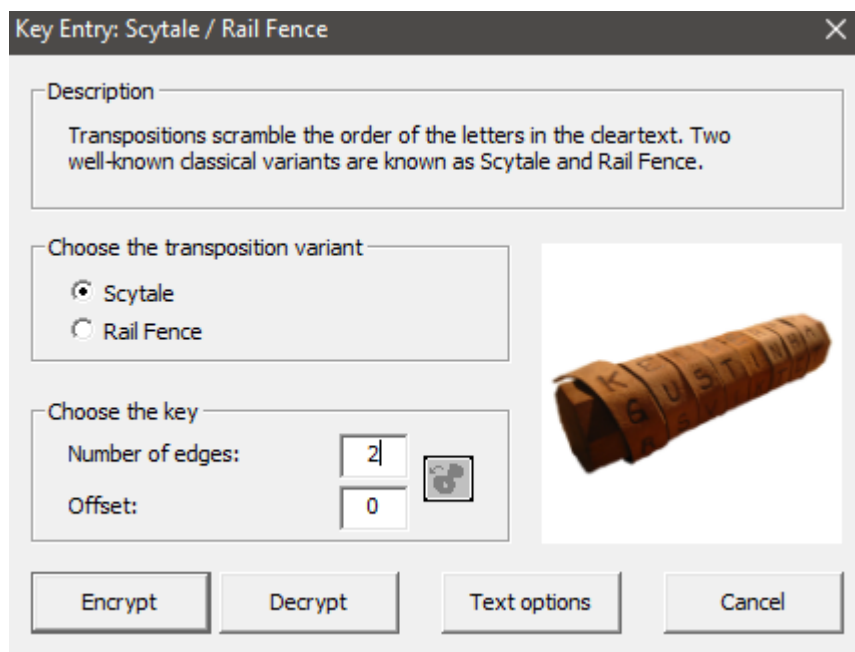 Key Entry: Scytale / Rail Fence
Description
Transpositions scramble the order of the letters in the cleartext. Two
well-known classical variants are known as Scytale and Rail Fence.
Choose the transposition variant
Scytale
Rail Fence
Choose the key
Number of edges:
2
Offset:
0
Encrypt
Decrypt
Text options
Cancel